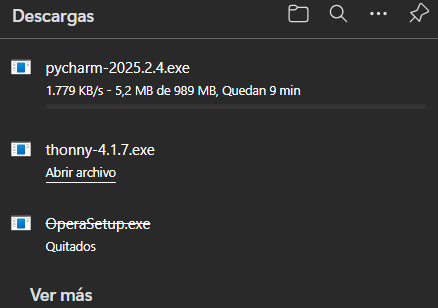 Descargas
pycharm-2025.2.4.exe
1.779 KB/s - 5,2 MB de 989 MB, Quedan 9 min
thonny-4.1.7.exe
Abrir archivo
OperaSetup.exe
Quitados
Ver más